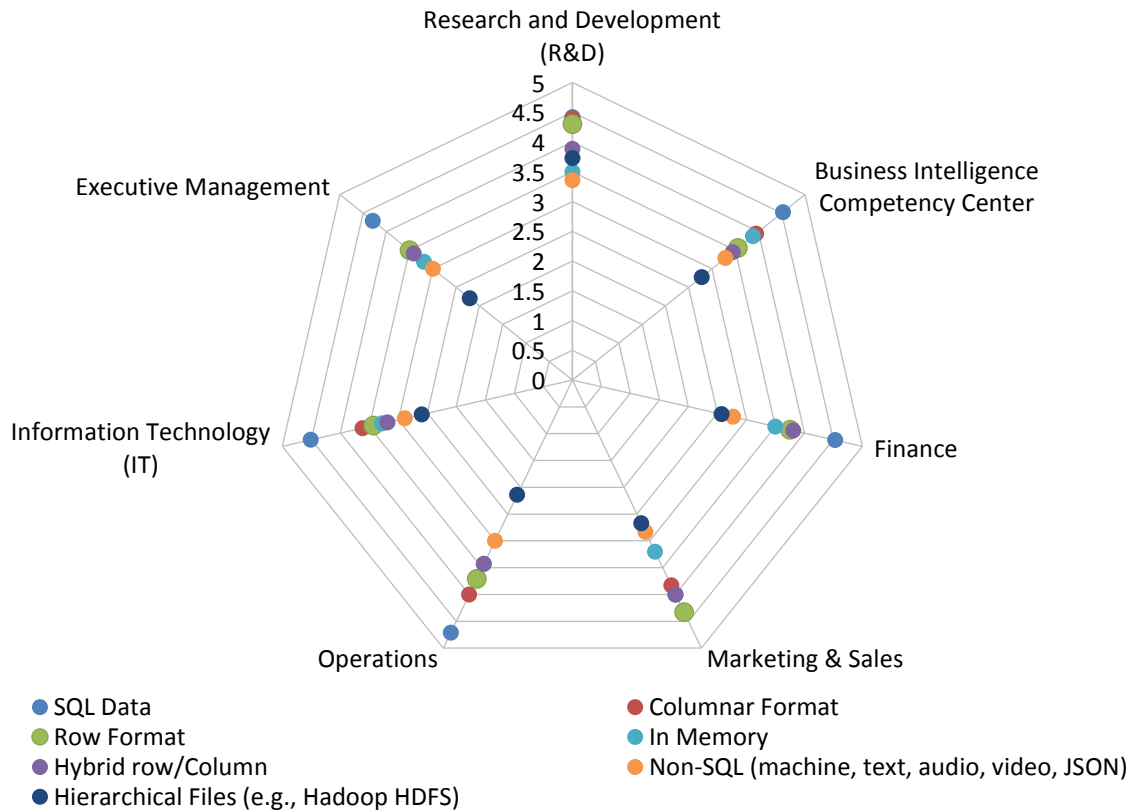 Research and Development
(R&D)
5
4.5
4
3.5
3
2.5
2
1.5
1
0.5
0
Business Intelligence
Competency Center
Executive Management
Finance
Information Technology
(IT)
Operations
Marketing & Sales
SQL Data
Columnar Format
Row Format
In Memory
Hybrid row/Column
Non-SQL (machine, text, audio, video, JSON)
Hierarchical Files (e.g., Hadoop HDFS)